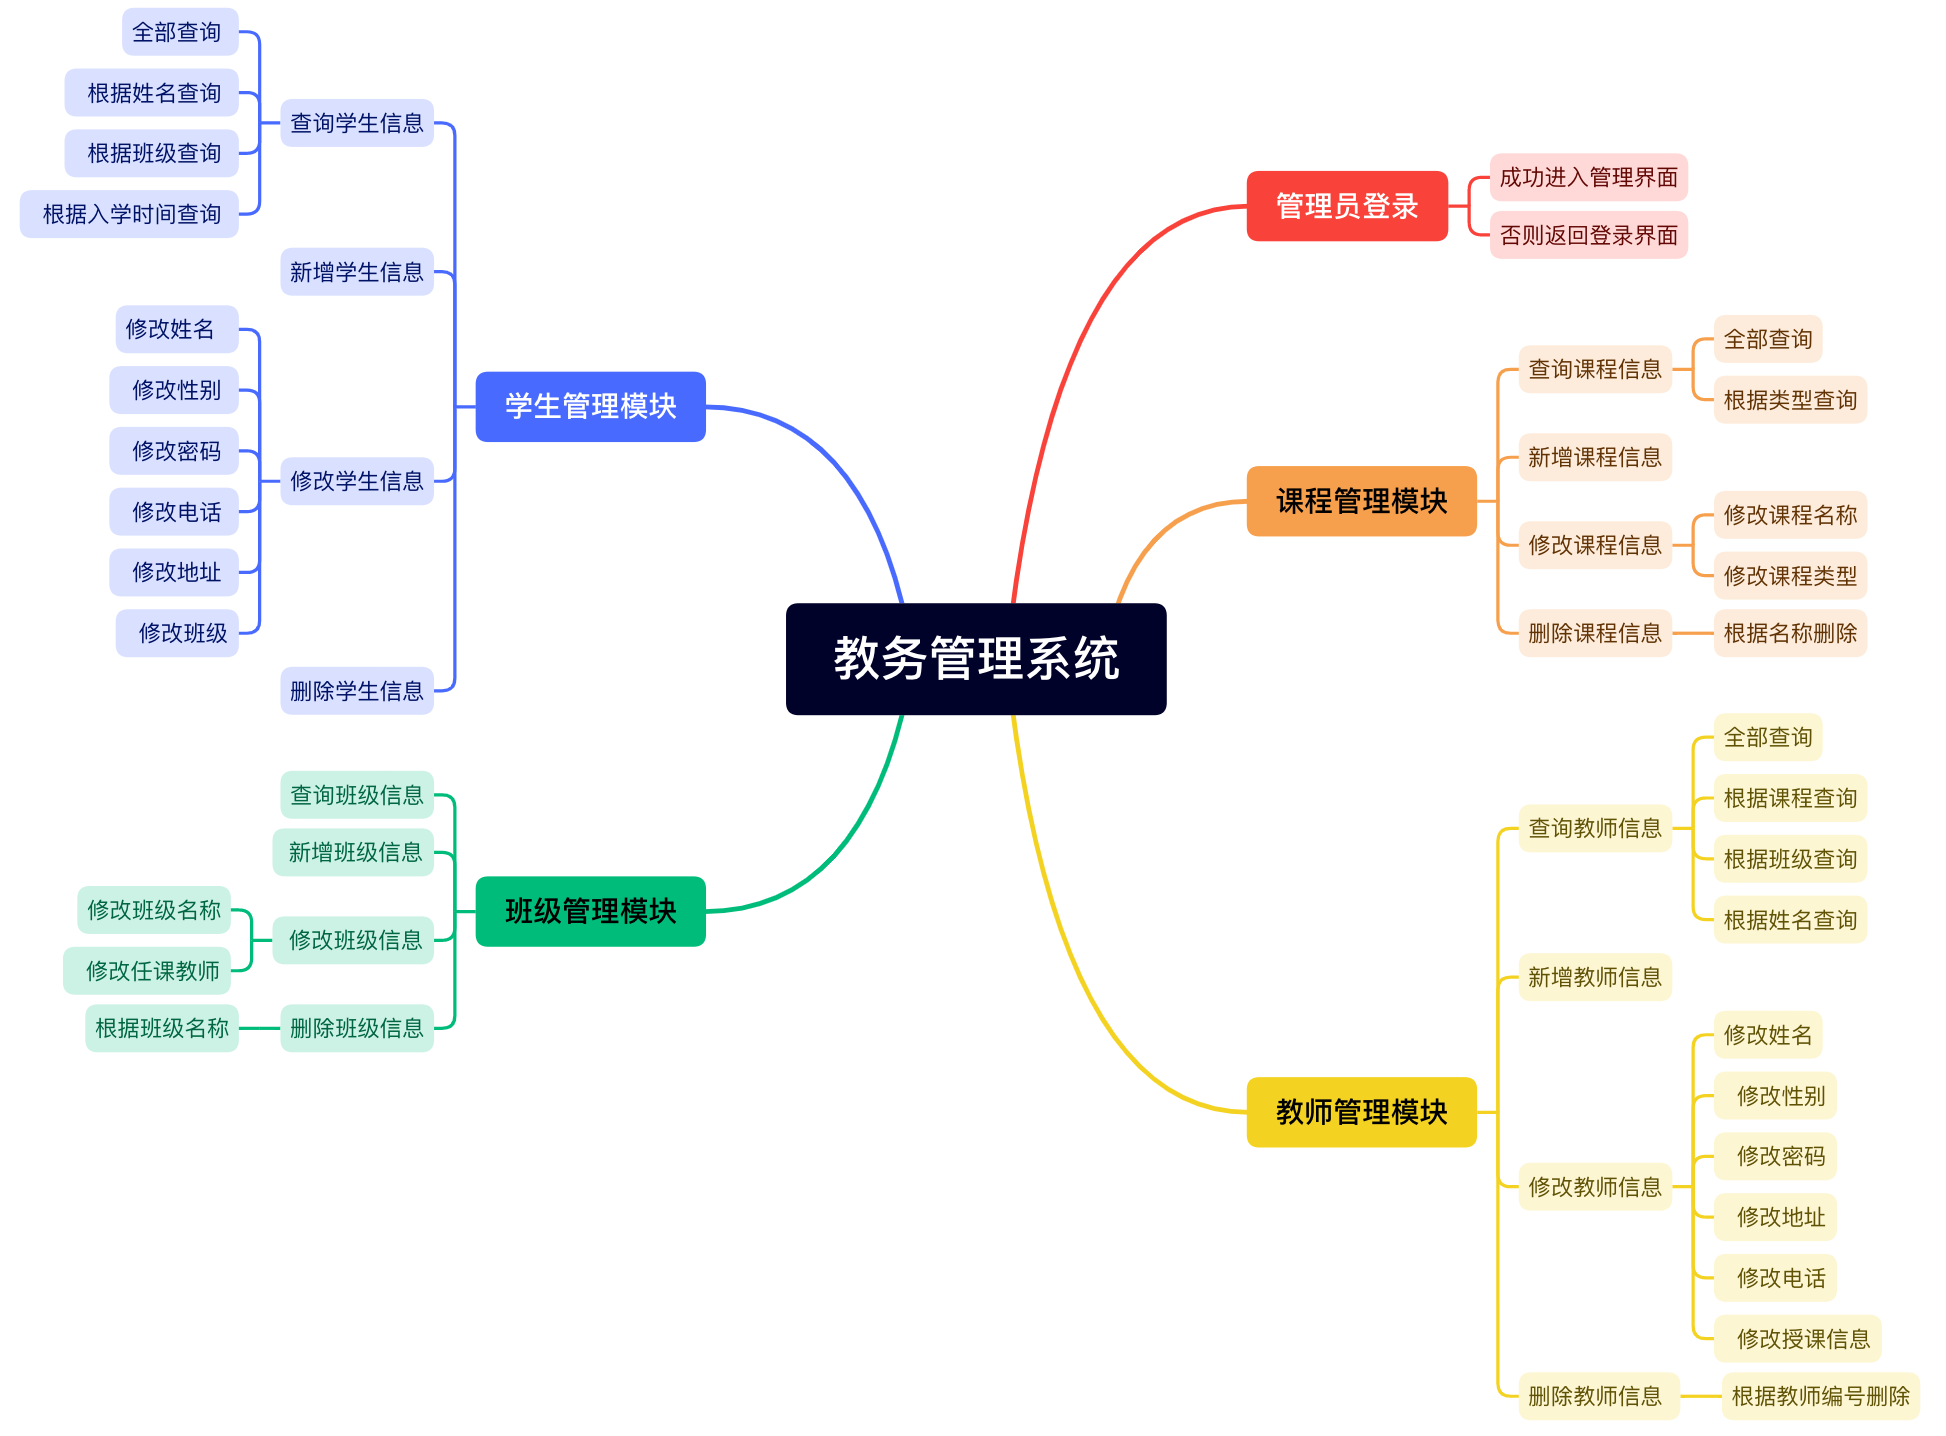 教务管理系统
管理员登录
成功进入管理界面
否则返回登录界面
课程管理模块
查询课程信息
全部查询
根据类型查询
新增课程信息
修改课程信息
修改课程名称
修改课程类型
删除课程信息
根据名称删除
教师管理模块
查询教师信息
全部查询
根据课程查询
根据班级查询
根据姓名查询
新增教师信息
修改教师信息
修改姓名
修改性别
修改密码
修改地址
修改电话
修改授课信息
删除教师信息
根据教师编号删除
学生管理模块
查询学生信息
全部查询
根据姓名查询
根据班级查询
根据入学时间查询
新增学生信息
修改学生信息
修改姓名
修改性别
修改密码
修改电话
修改地址
修改班级
删除学生信息
班级管理模块
查询班级信息
新增班级信息
修改班级信息
修改班级名称
修改任课教师
删除班级信息
根据班级名称